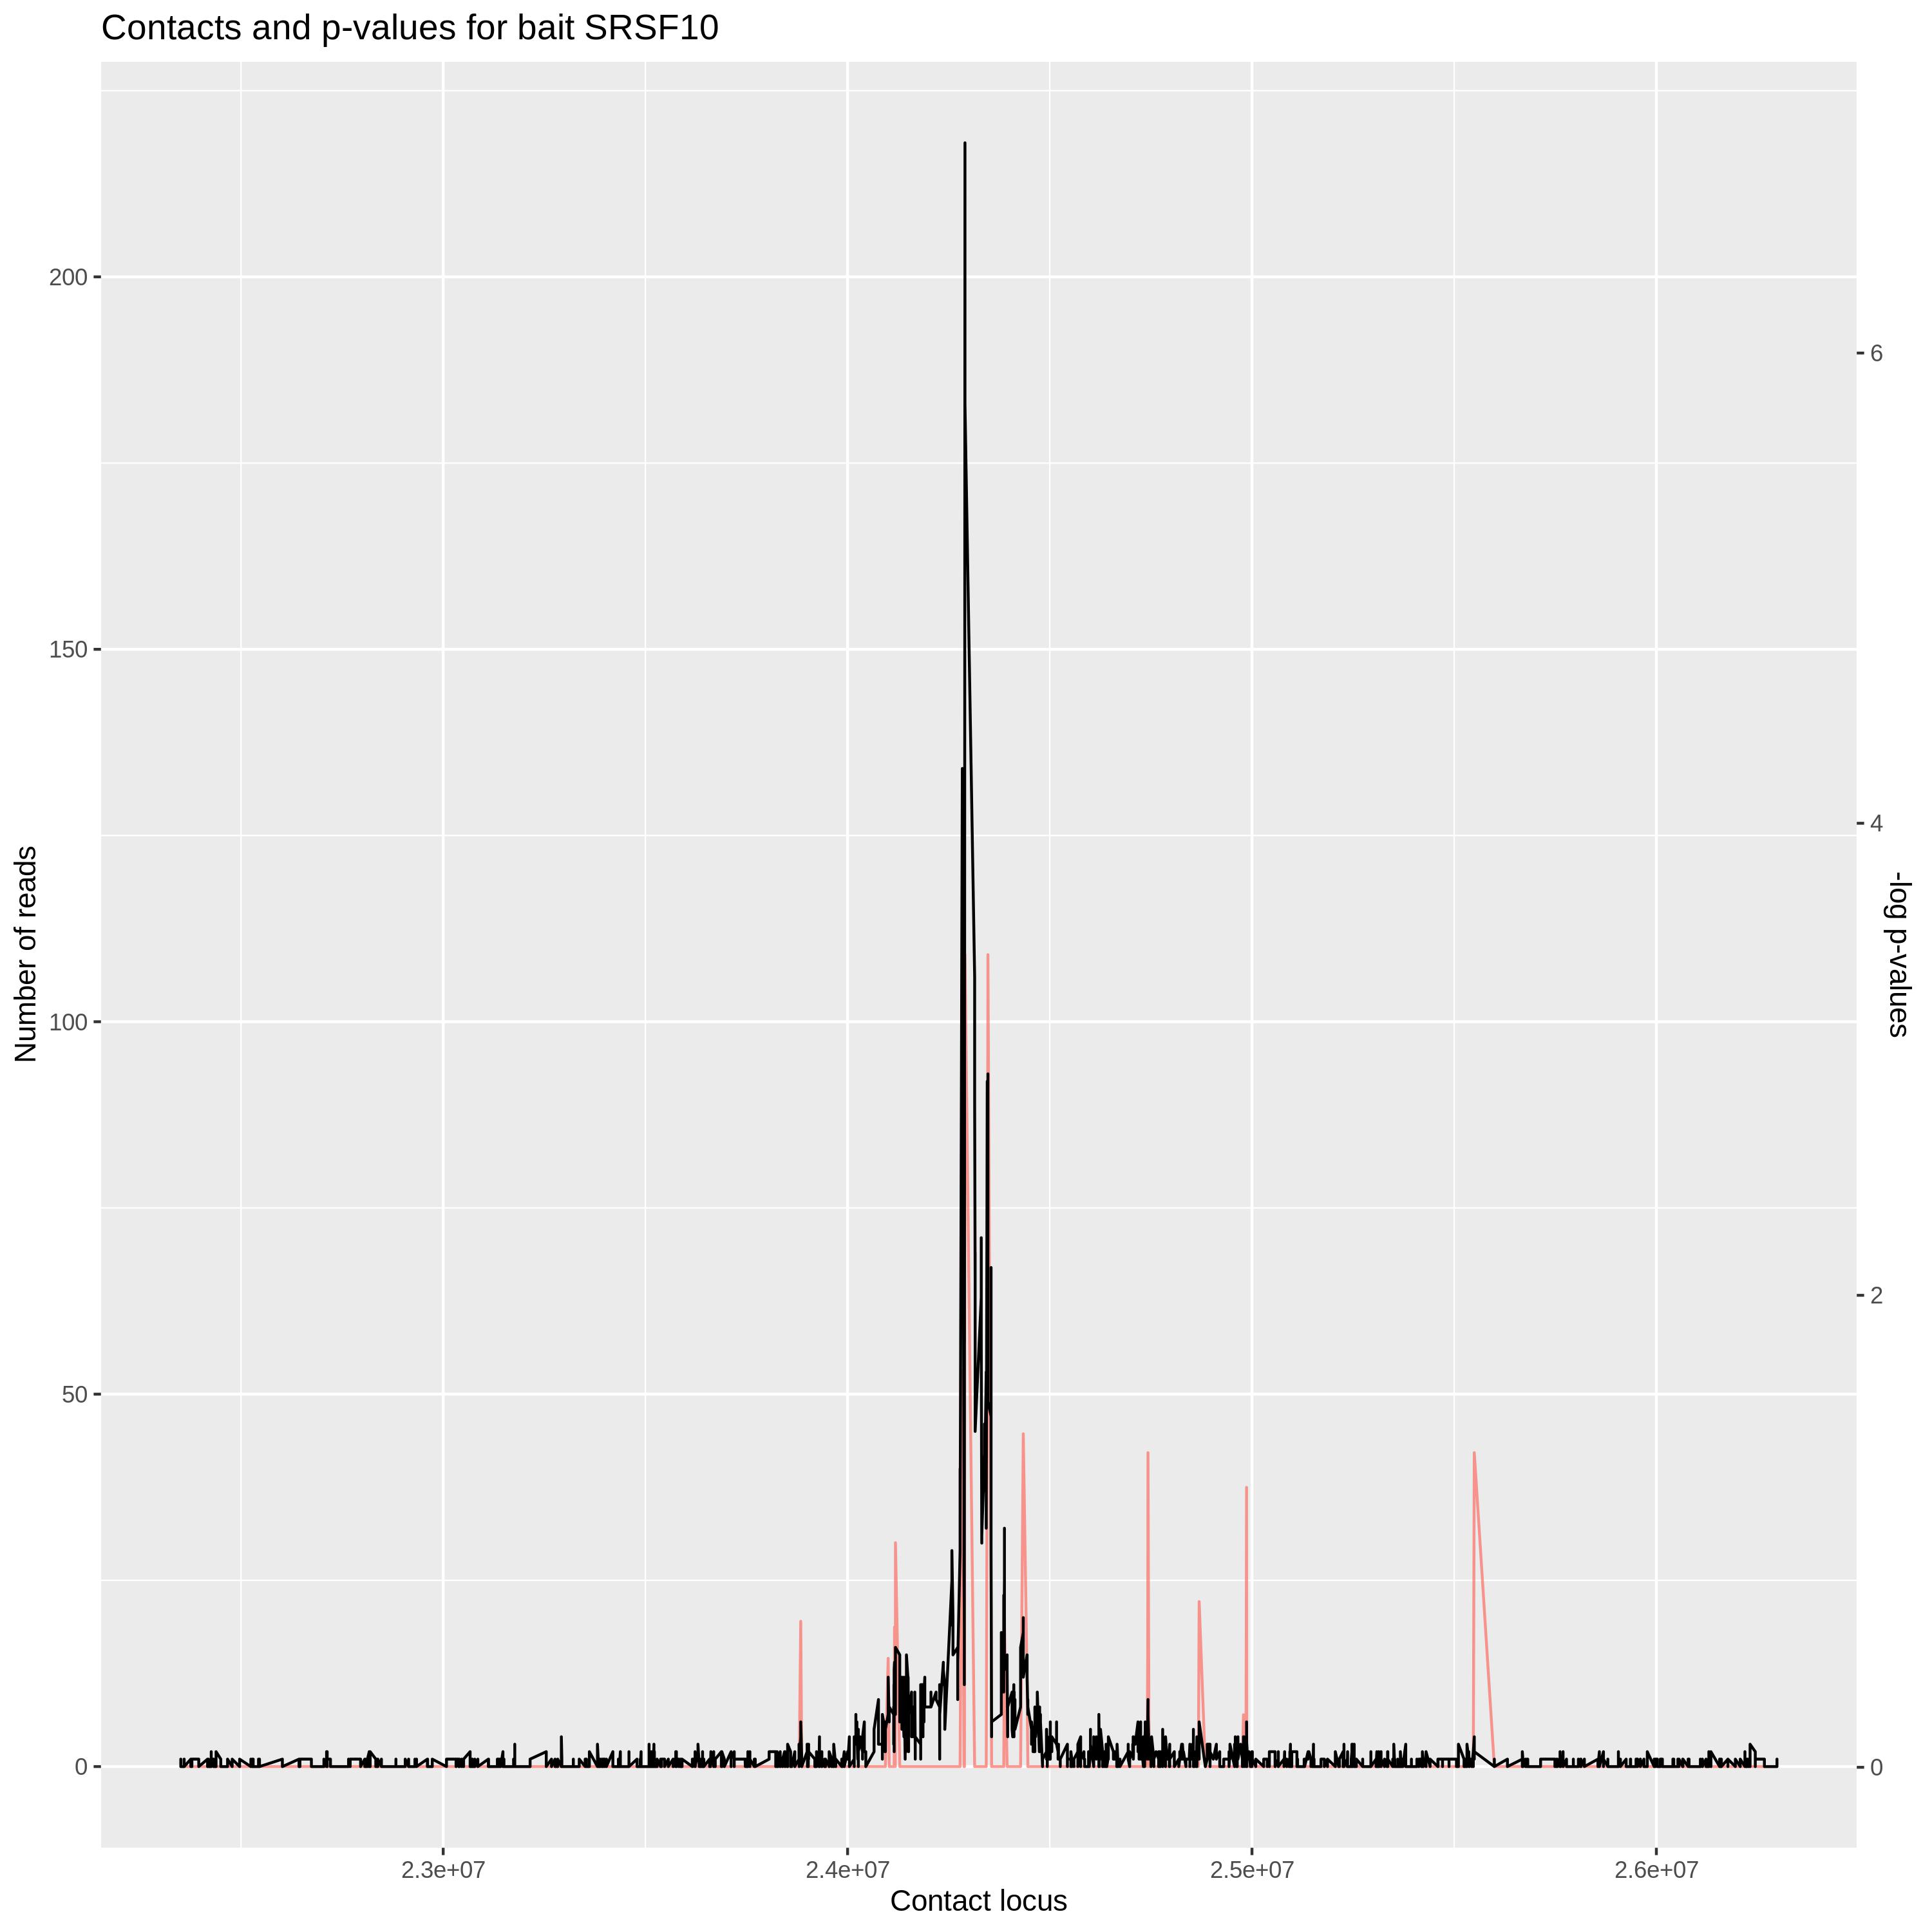 Contacts and p-values for bait SRSF10
Number of reads
200
150
100
50
0
6
4
2
0
-log p-values
2.3e+07
2.4e+07
2.5e+07
2.6e+07
Contact locus